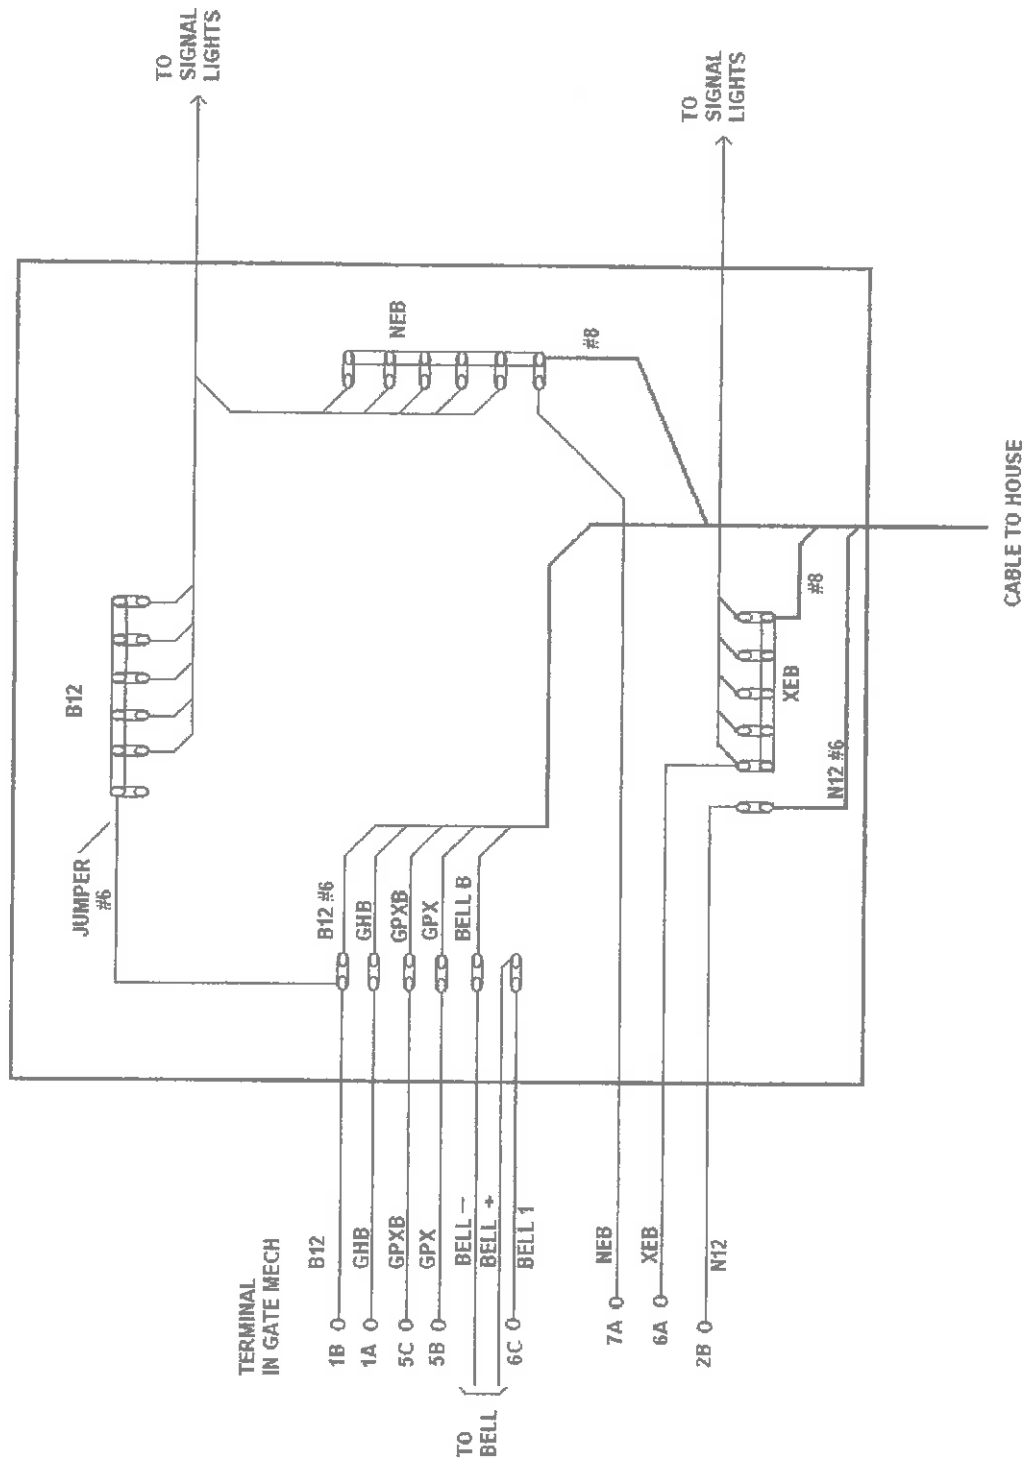 TERMINAL
IN GATE MECH
1B
B12
1A
GHB
5C
GPXB
5B
GPX
BELL –
BELL +
6C
BELL 1
TO
BELL
7A
NEB
6A
XEB
2B
N12
JUMPER
#6
B12
B12 #6
GHB
GPXB
GPX
BELL B
NEB
#8
XEB
#8
N12 #6
TO
SIGNAL
LIGHTS
TO
SIGNAL
LIGHTS
CABLE TO HOUSE